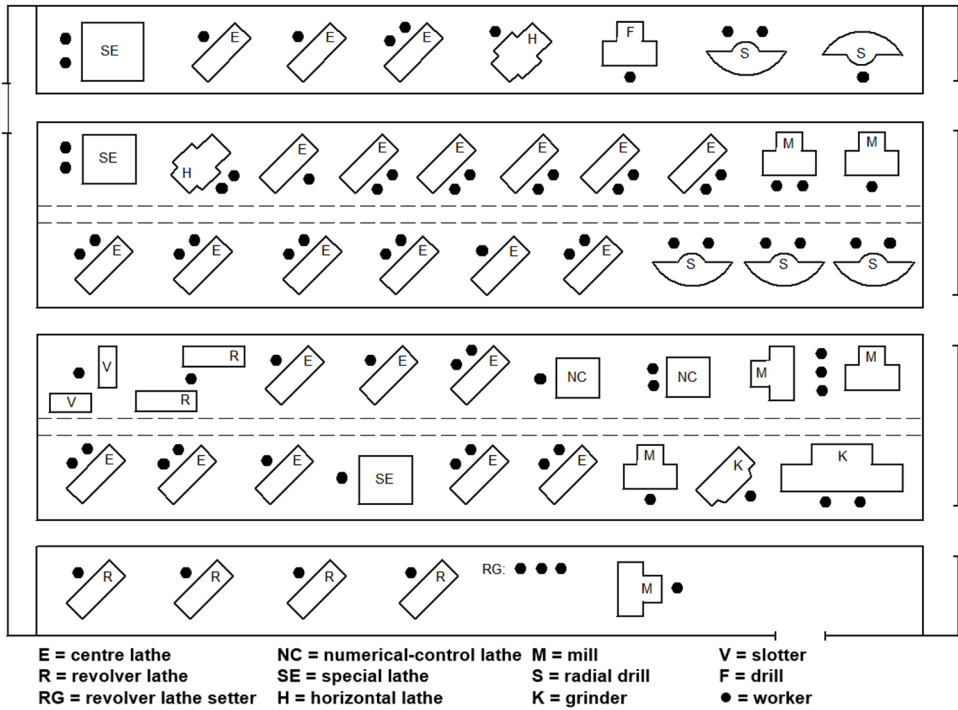 SE E E E H F S S
SE H E E E E E E M M
E E E E E E S S S
V R E E E NC NC M M
V R
E E E SE E E M K K
R R R R RG: M
E = centre lathe NC = numerical-control lathe M = mill V = slotter
R = revolver lathe SE = special lathe S = radial drill F = drill
RG = revolver lathe setter H = horizontal lathe K = grinder = worker